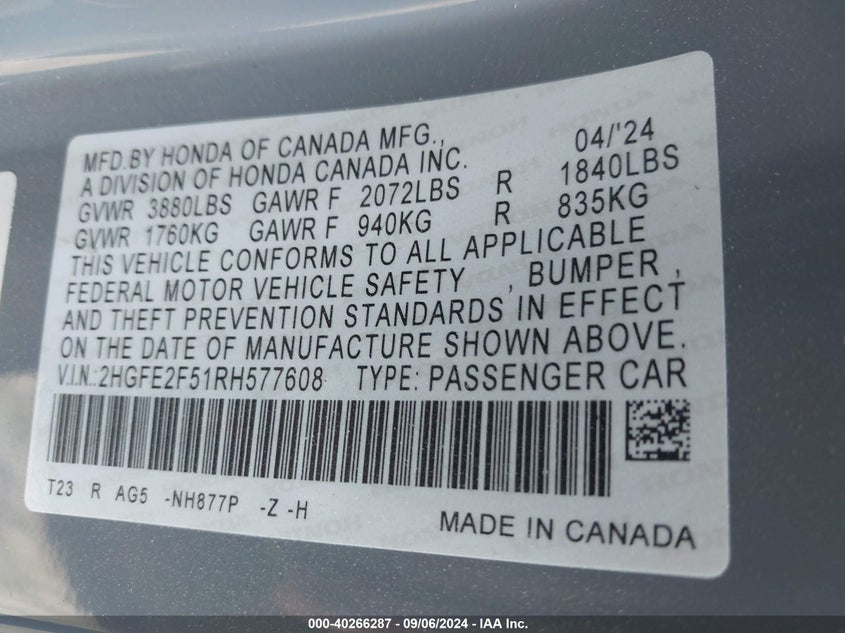 MFD.BY HONDA OF CANADA MFG., 04/'24
A DIVISION OF HONDA CANADA INC.
GVWR 3880LBS GAWR F 2072LBS R 1840LBS
GVWR 1760KG GAWR F 940KG R 835KG
THIS VEHICLE CONFORMS TO ALL APPLICABLE
FEDERAL MOTOR VEHICLE SAFETY , BUMPER ,
AND THEFT PREVENTION STANDARDS IN EFFECT
ON THE DATE OF MANUFACTURE SHOWN ABOVE.
V.I.N.:2HGFE2F51RH577608 TYPE: PASSENGER CAR
T23 R AG5 -NH877P -Z -H
MADE IN CANADA
000-40266287 - 09/06/2024 - IAA Inc.